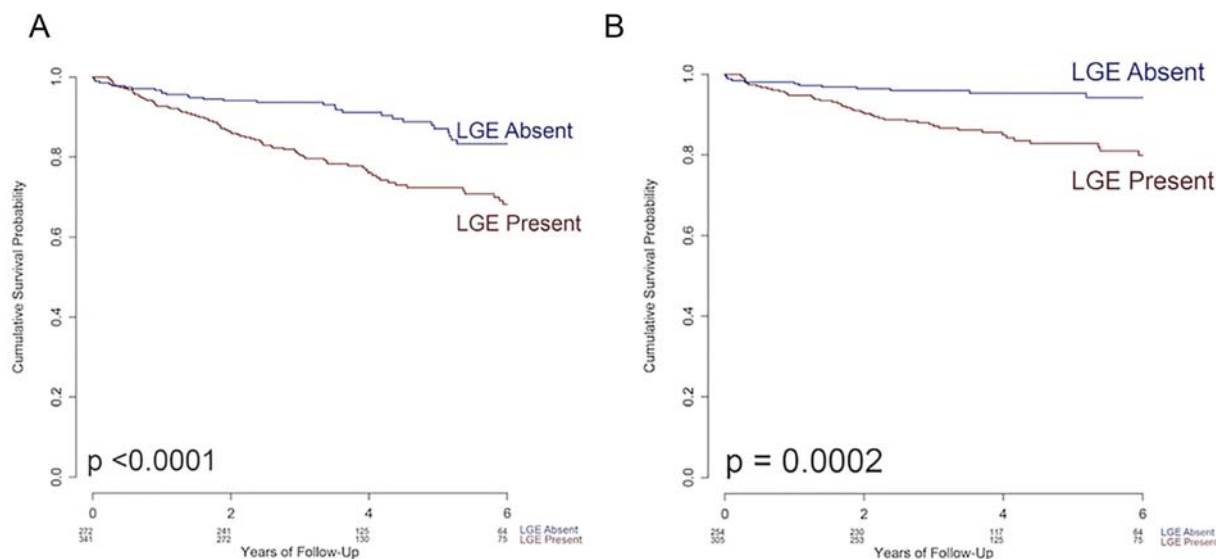 A
1.0
0.8
0.6
0.4
0.2
0.0
Cumulative Survival Probability
LGE Absent
LGE Present
p <0.0001
0 2 4 6
272 241 125 64 LGE Absent
341 272 130 75 LGE Present
Years of Follow-Up
B
1.0
0.8
0.6
0.4
0.2
0.0
Cumulative Survival Probability
LGE Absent
LGE Present
p = 0.0002
0 2 4 6
254 230 117 64 LGE Absent
305 253 125 75 LGE Present
Years of Follow-Up